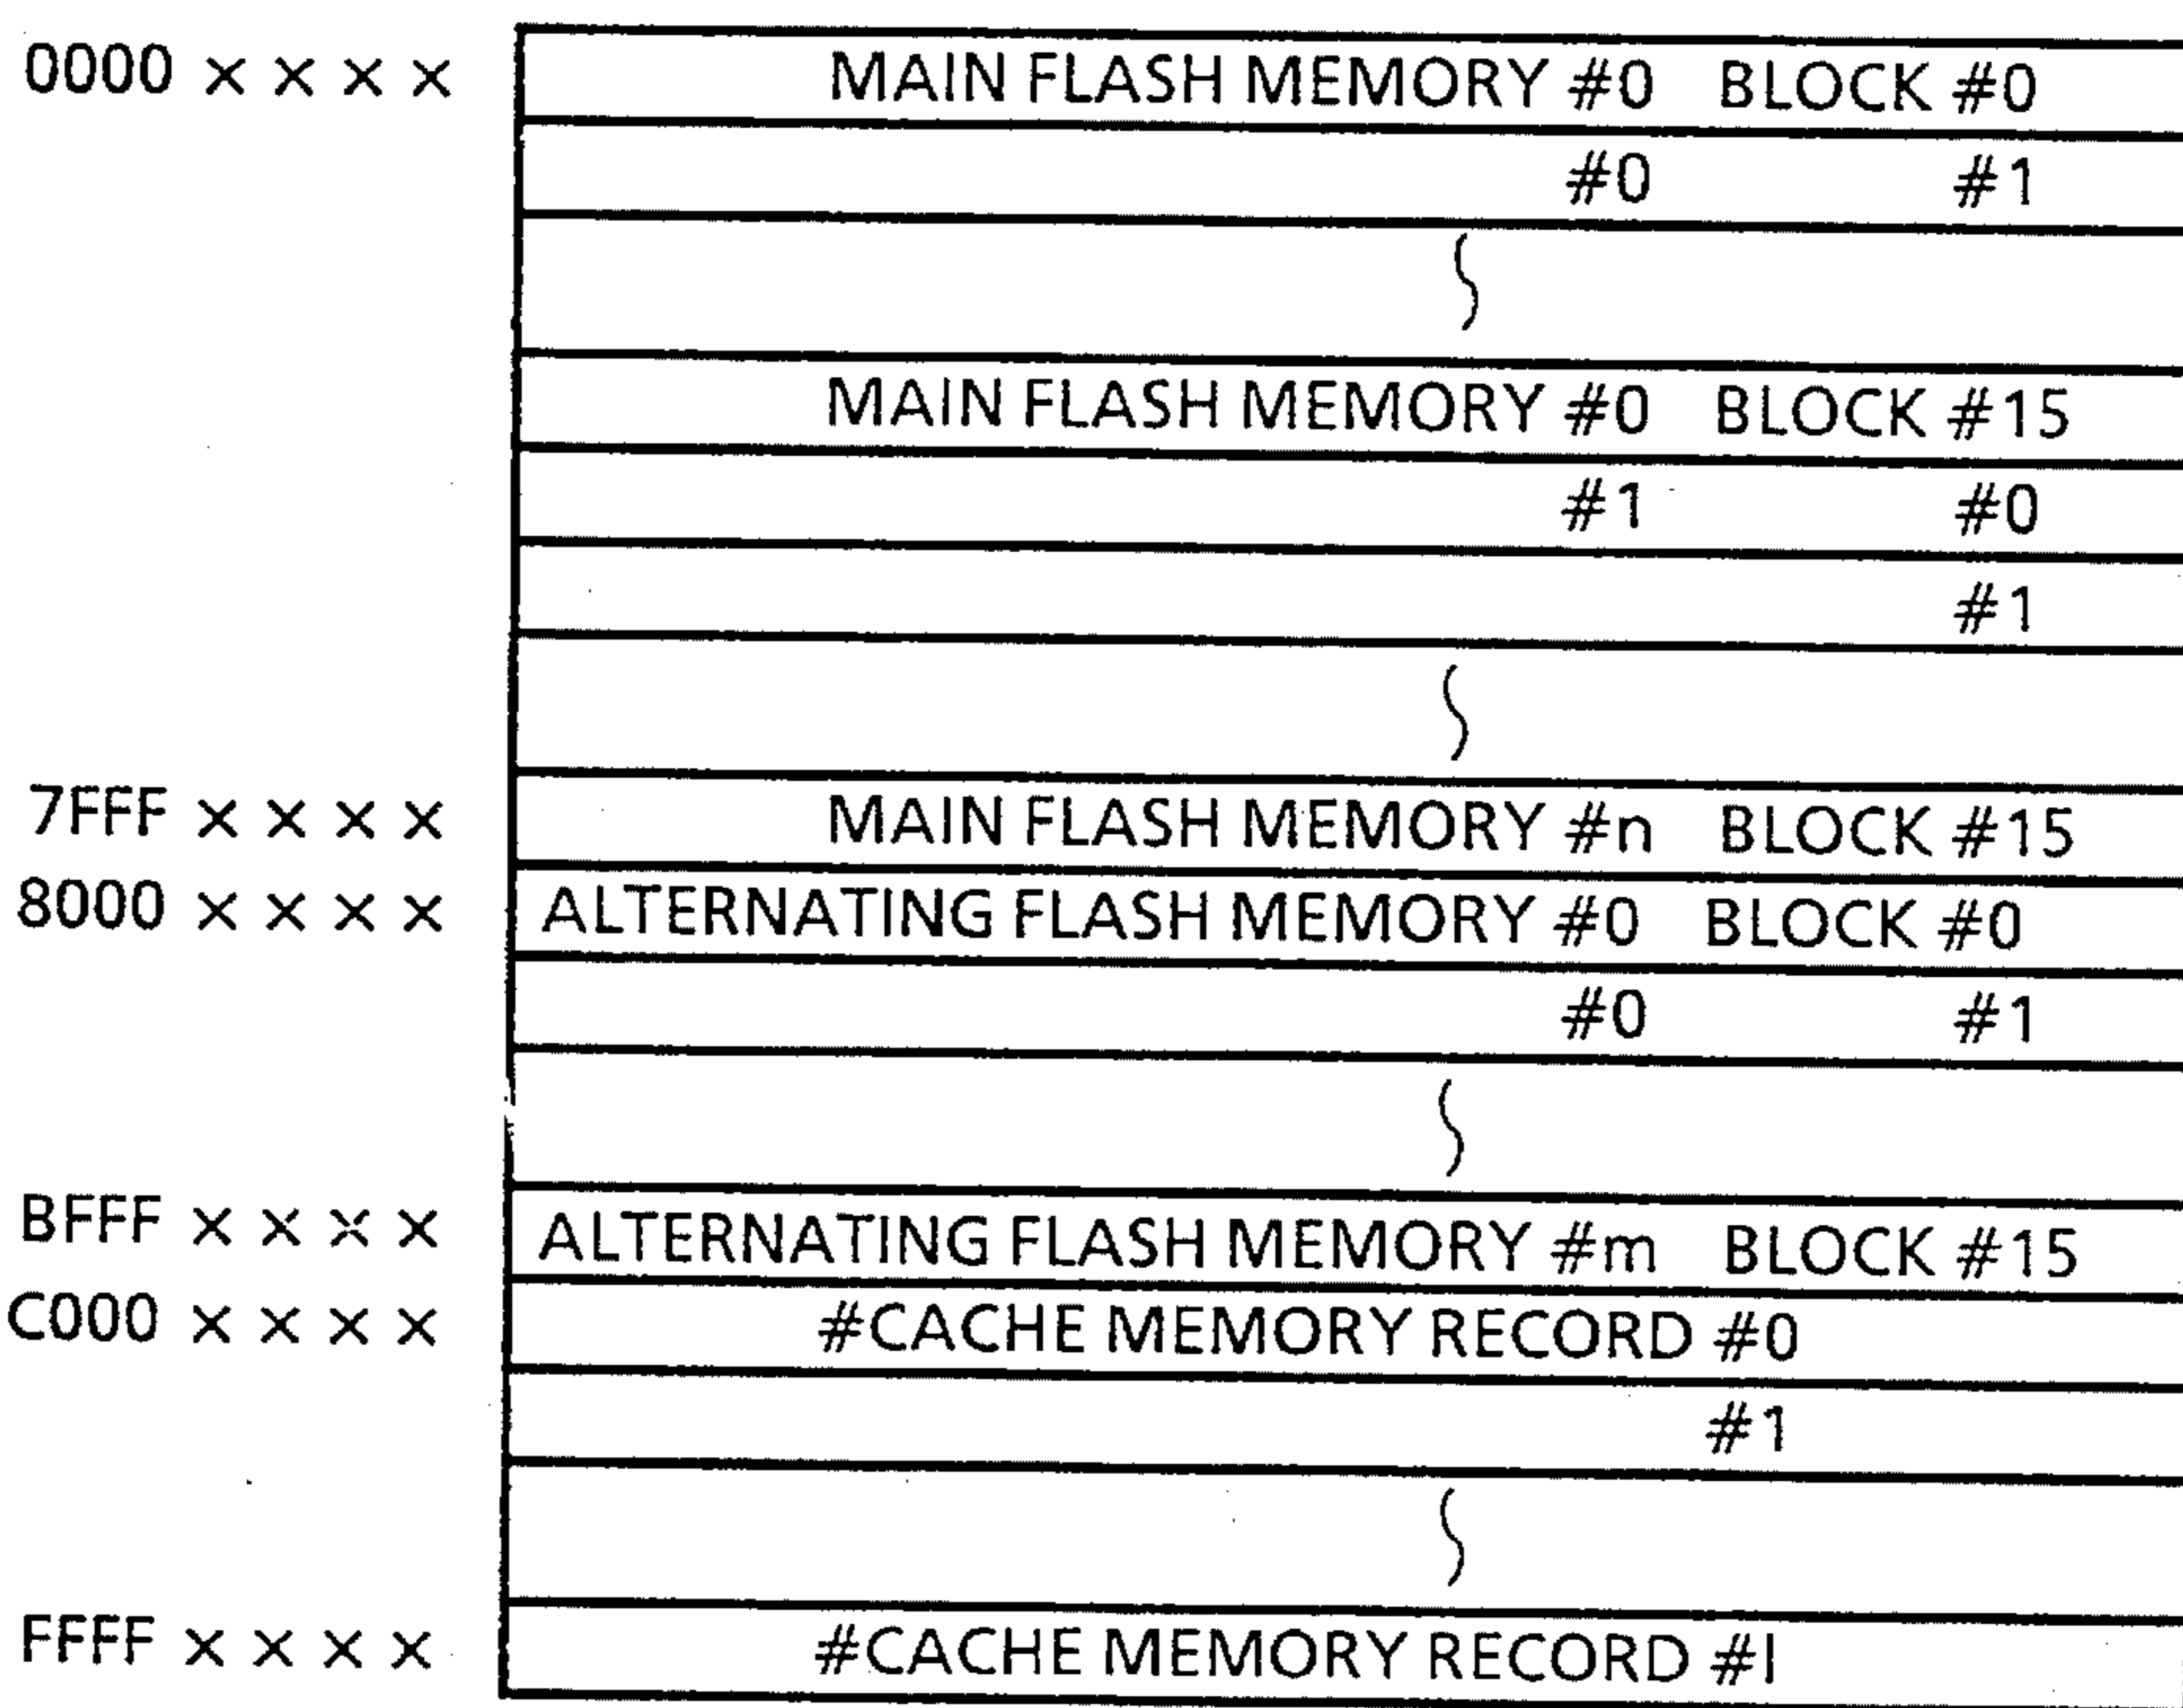 0000 × × × × MAIN FLASH MEMORY #0 BLOCK #0
#0 #1
MAIN FLASH MEMORY #0 BLOCK #15
#1 #0
#1
7FFF × × × × MAIN FLASH MEMORY #n BLOCK #15
8000 × × × × ALTERNATING FLASH MEMORY #0 BLOCK #0
#0 #1
BFFF × × × × ALTERNATING FLASH MEMORY #m BLOCK #15
C000 × × × × #CACHE MEMORY RECORD #0
#1
FFFF × × × × #CACHE MEMORY RECORD #l